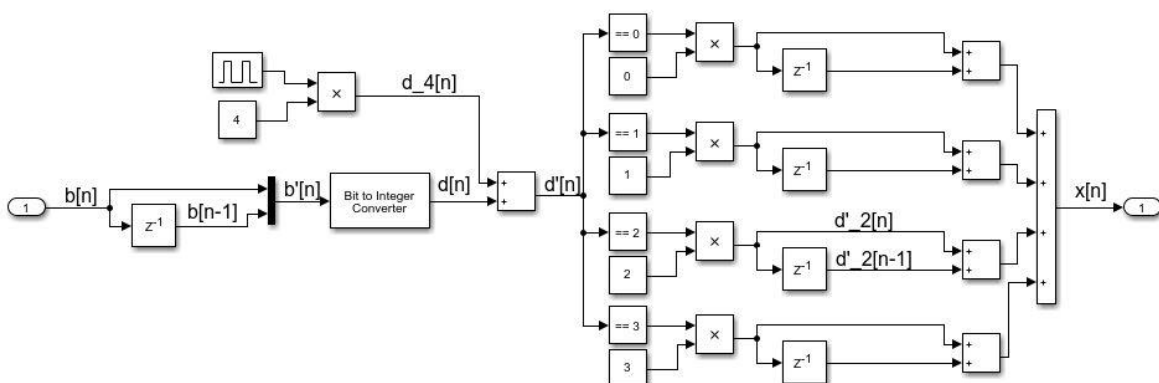 1
b[n]
z-1
b[n-1]
b'[n]
Bit to Integer
Converter
d[n]
4
×
d_4[n]
+
+
d'[n]
== 0
0
×
z-1
+
+
== 1
1
×
z-1
+
+
== 2
2
×
d'_2[n]
z-1
d'_2[n-1]
+
+
== 3
3
×
z-1
+
+
+
+
+
+
x[n]
1